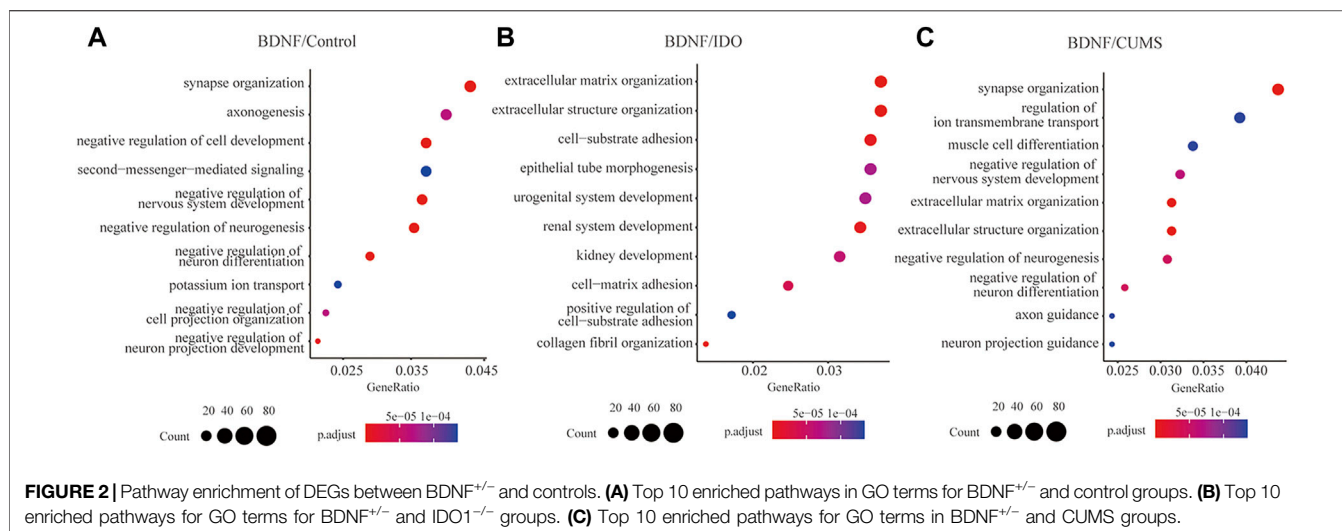 A
BDNF/Control
synapse organization
axonogenesis
negative regulation of cell development
second−messenger−mediated signaling
negative regulation of
nervous system development
negative regulation of neurogenesis
negative regulation of
neuron differentiation
potassium ion transport
negative regulation of
cell projection organization
negative regulation of
neuron projection development
0.025 0.035 0.045
GeneRatio
20 40 60 80
Count
5e−05 1e−04
p.adjust
B
BDNF/IDO
extracellular matrix organization
extracellular structure organization
cell−substrate adhesion
epithelial tube morphogenesis
urogenital system development
renal system development
kidney development
cell−matrix adhesion
positive regulation of
cell−substrate adhesion
collagen fibril organization
0.02 0.03
GeneRatio
20 40 60 80
Count
5e−05 1e−04
p.adjust
C
BDNF/CUMS
synapse organization
regulation of
ion transmembrane transport
muscle cell differentiation
negative regulation of
nervous system development
extracellular matrix organization
extracellular structure organization
negative regulation of neurogenesis
negative regulation of
neuron differentiation
axon guidance
neuron projection guidance
0.025 0.030 0.035 0.040
GeneRatio
20 40 60 80
Count
5e−05 1e−04
p.adjust
FIGURE 2 | Pathway enrichment of DEGs between BDNF+/− and controls. (A) Top 10 enriched pathways in GO terms for BDNF+/− and control groups. (B) Top 10
enriched pathways for GO terms for BDNF+/− and IDO1−/− groups. (C) Top 10 enriched pathways for GO terms in BDNF+/− and CUMS groups.